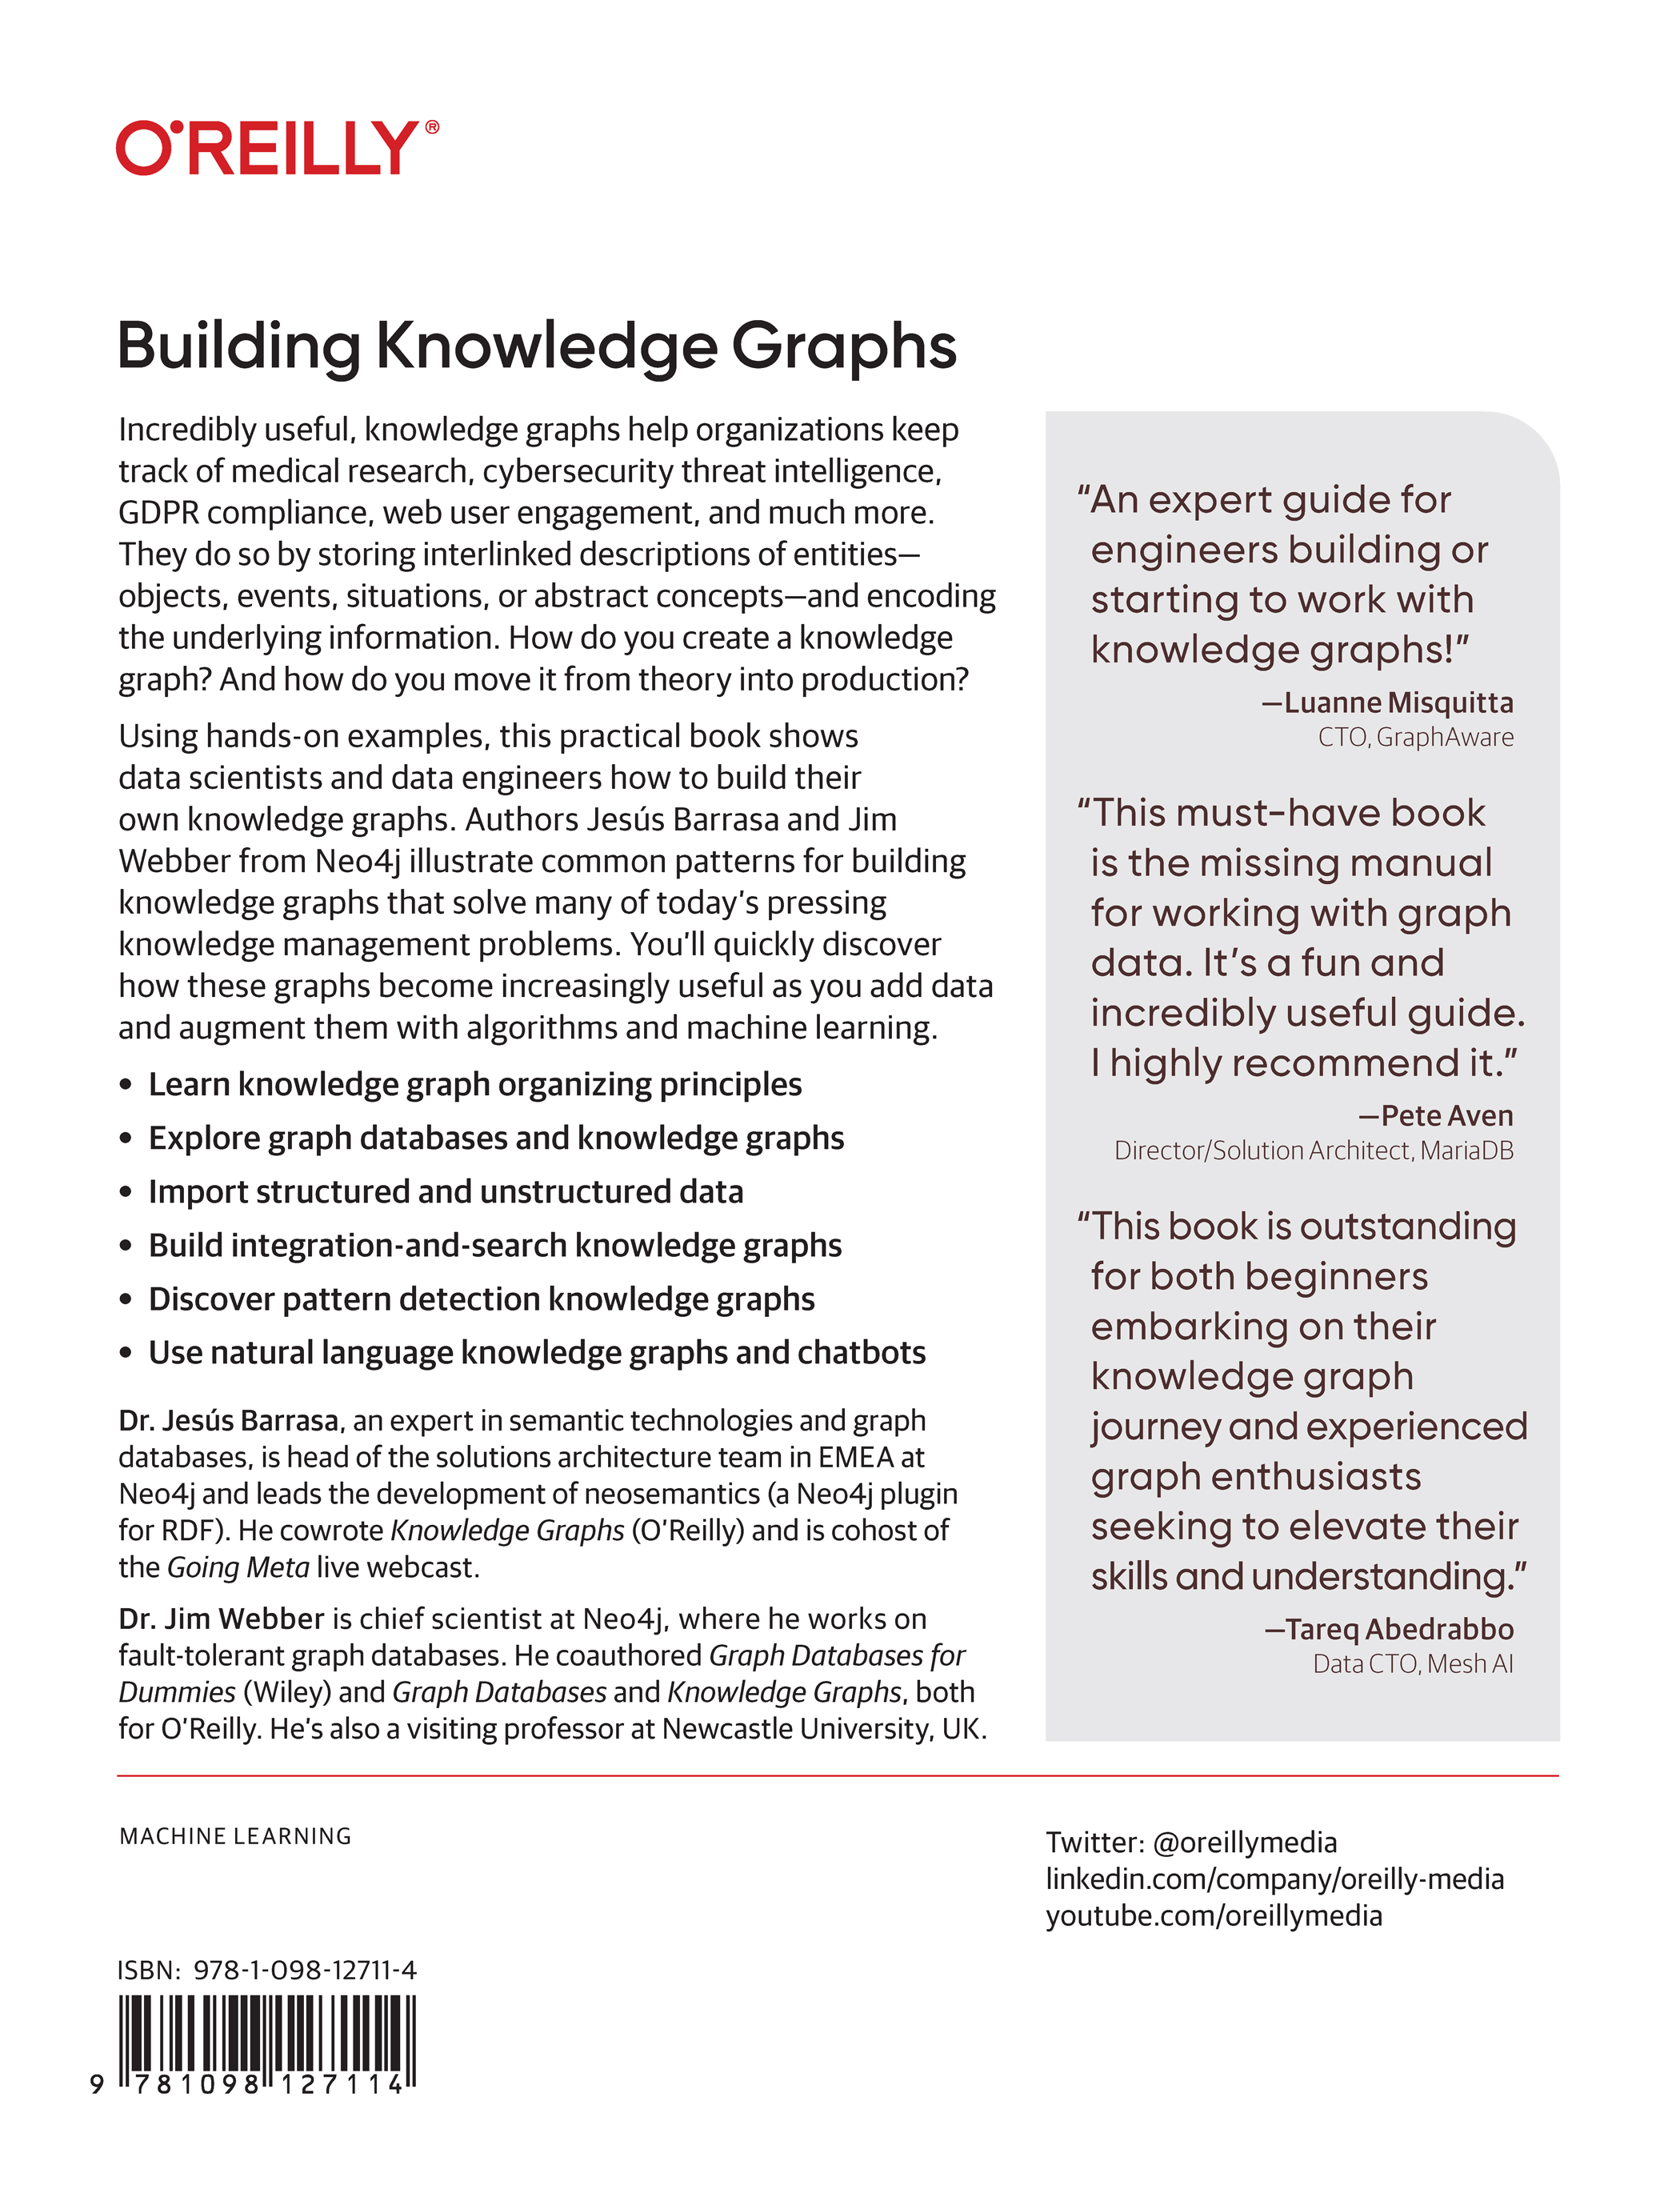 O'REILLY®
Building Knowledge Graphs
Incredibly useful, knowledge graphs help organizations keep
track of medical research, cybersecurity threat intelligence,
GDPR compliance, web user engagement, and much more.
They do so by storing interlinked descriptions of entities—
objects, events, situations, or abstract concepts—and encoding
the underlying information. How do you create a knowledge
graph? And how do you move it from theory into production?
Using hands-on examples, this practical book shows
data scientists and data engineers how to build their
own knowledge graphs. Authors Jesús Barrasa and Jim
Webber from Neo4j illustrate common patterns for building
knowledge graphs that solve many of today's pressing
knowledge management problems. You'll quickly discover
how these graphs become increasingly useful as you add data
and augment them with algorithms and machine learning.
• Learn knowledge graph organizing principles
• Explore graph databases and knowledge graphs
• Import structured and unstructured data
• Build integration-and-search knowledge graphs
• Discover pattern detection knowledge graphs
• Use natural language knowledge graphs and chatbots
Dr. Jesús Barrasa, an expert in semantic technologies and graph
databases, is head of the solutions architecture team in EMEA at
Neo4j and leads the development of neosemantics (a Neo4j plugin
for RDF). He cowrote Knowledge Graphs (O'Reilly) and is cohost of
the Going Meta live webcast.
Dr. Jim Webber is chief scientist at Neo4j, where he works on
fault-tolerant graph databases. He coauthored Graph Databases for
Dummies (Wiley) and Graph Databases and Knowledge Graphs, both
for O'Reilly. He's also a visiting professor at Newcastle University, UK.
“An expert guide for
engineers building or
starting to work with
knowledge graphs!”
—Luanne Misquitta
CTO, GraphAware
“This must-have book
is the missing manual
for working with graph
data. It's a fun and
incredibly useful guide.
I highly recommend it.”
—Pete Aven
Director/Solution Architect, MariaDB
“This book is outstanding
for both beginners
embarking on their
knowledge graph
journey and experienced
graph enthusiasts
seeking to elevate their
skills and understanding.”
—Tareq Abedrabbo
Data CTO, Mesh AI
MACHINE LEARNING
Twitter: @oreillymedia
linkedin.com/company/oreilly-media
youtube.com/oreillymedia
ISBN: 978-1-098-12711-4
9 781098 127114